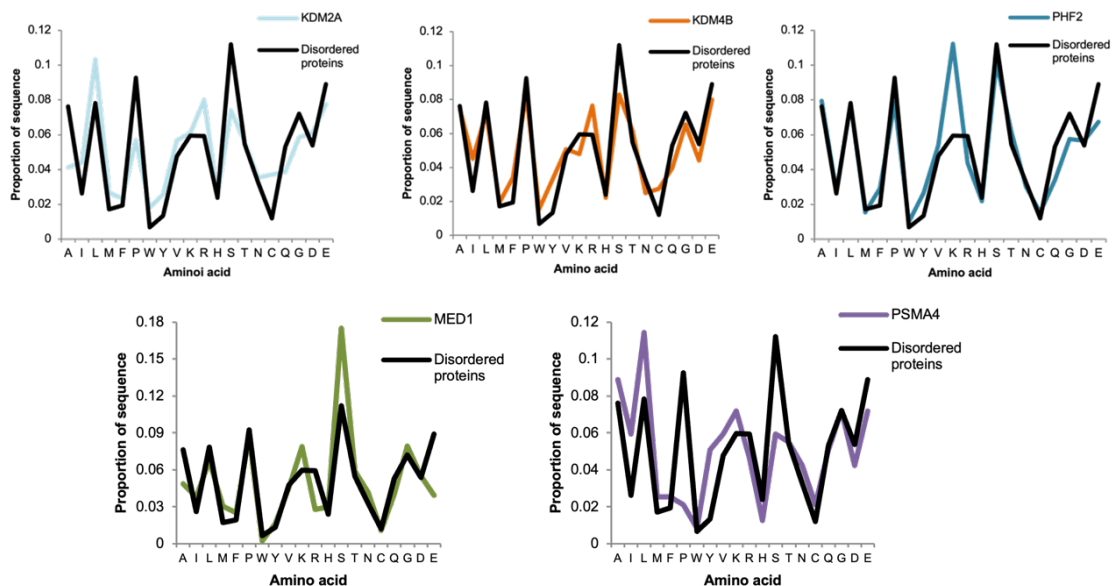 KDM2A
Disordered
proteins
Proportion of sequence
0.12
0.1
0.08
0.06
0.04
0.02
0
A I L M F P W Y V K R H S T N C Q G D E
Aminoi acid
KDM4B
Disordered
proteins
Proportion of sequence
0.12
0.1
0.08
0.06
0.04
0.02
0
A I L M F P W Y V K R H S T N C Q G D E
Amino acid
PHF2
Disordered
proteins
Proportion of sequence
0.12
0.1
0.08
0.06
0.04
0.02
0
A I L M F P W Y V K R H S T N C Q G D E
Amino acid
MED1
Disordered
proteins
Proportion of sequence
0.18
0.15
0.12
0.09
0.06
0.03
0
A I L M F P W Y V K R H S T N C Q G D E
Amino acid
PSMA4
Disordered
proteins
Proportion of sequence
0.12
0.1
0.08
0.06
0.04
0.02
0
A I L M F P W Y V K R H S T N C Q G D E
Amino acid